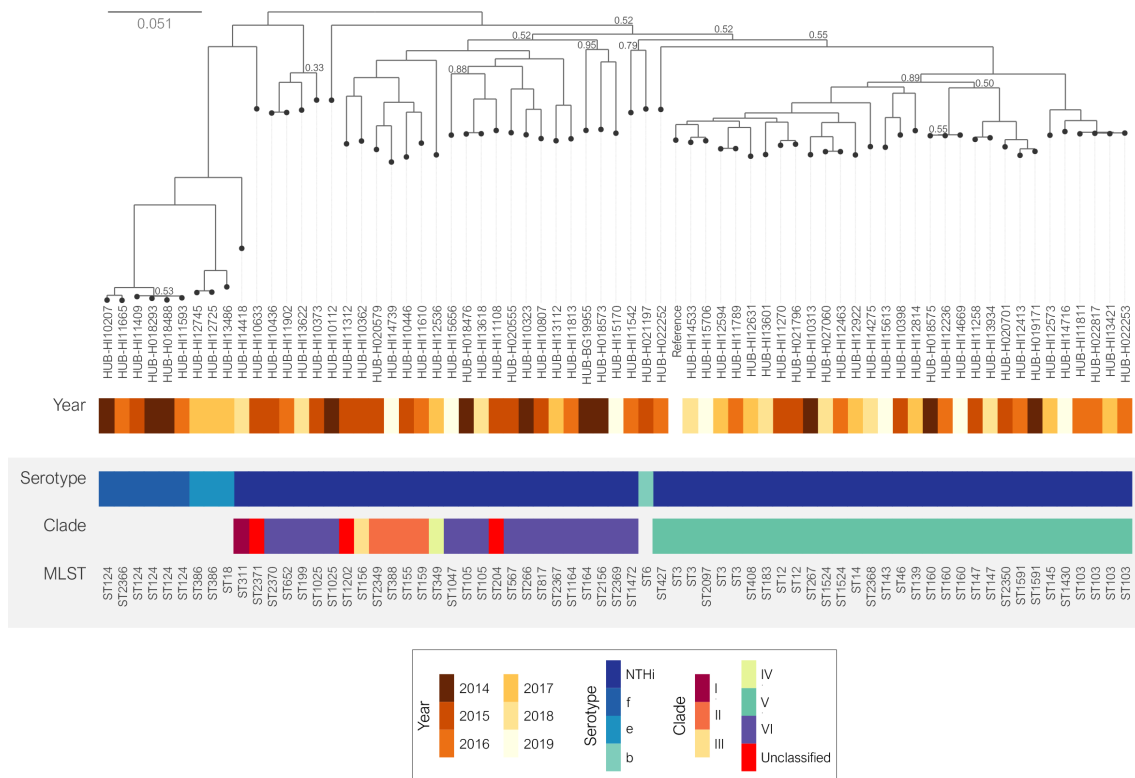 0.051
0.52
0.52
0.52
0.95
0.79
0.55
0.88
0.33
0.89
0.50
0.55
0.53
HUB-HI10207
HUB-HI11665
HUB-HI11409
HUB-H018293
HUB-H018488
HUB-HI11593
HUB-HI12745
HUB-HI12725
HUB-HI13486
HUB-HI14418
HUB-HI10633
HUB-HI10436
HUB-HI11902
HUB-HI13622
HUB-HI10373
HUB-HI10112
HUB-HI11312
HUB-HI10362
HUB-H020579
HUB-HI14739
HUB-HI10446
HUB-HI11610
HUB-HI12536
HUB-HI15656
HUB-H018476
HUB-HI13618
HUB-HI11108
HUB-H020555
HUB-HI10323
HUB-HI10807
HUB-HI13112
HUB-HI11813
HUB-BG19955
HUB-H018573
HUB-HI15170
HUB-HI11542
HUB-H021197
HUB-H022252
Reference
HUB-HI14533
HUB-HI15706
HUB-HI12594
HUB-HI11789
HUB-HI12631
HUB-HI13601
HUB-HI11270
HUB-H021796
HUB-HI10313
HUB-H027060
HUB-HI12463
HUB-HI12922
HUB-HI14275
HUB-HI15613
HUB-HI10398
HUB-HI12814
HUB-H018575
HUB-HI12236
HUB-HI14669
HUB-HI11258
HUB-HI13934
HUB-H020701
HUB-HI12413
HUB-H019171
HUB-HI12573
HUB-HI14716
HUB-HI11811
HUB-H022817
HUB-HI13421
HUB-H022253
Year
Serotype
Clade
MLST
ST124
ST2366
ST124
ST124
ST124
ST124
ST386
ST386
ST18
ST311
ST2371
ST2370
ST652
ST199
ST1025
ST1025
ST1202
ST156
ST2349
ST388
ST155
ST159
ST349
ST1047
ST105
ST105
ST204
ST567
ST266
ST817
ST2367
ST1164
ST164
ST2156
ST2369
ST1472
ST6
ST427
ST3
ST3
ST2097
ST3
ST3
ST408
ST183
ST12
ST12
ST267
ST1524
ST1524
ST14
ST2368
ST143
ST46
ST139
ST160
ST160
ST160
ST147
ST147
ST2350
ST1591
ST1591
ST145
ST1430
ST103
ST103
ST103
ST103
Year
2014
2015
2016
2017
2018
2019
Serotype
NTHi
f
e
b
Clade
I
II
III
IV
V
VI
Unclassified